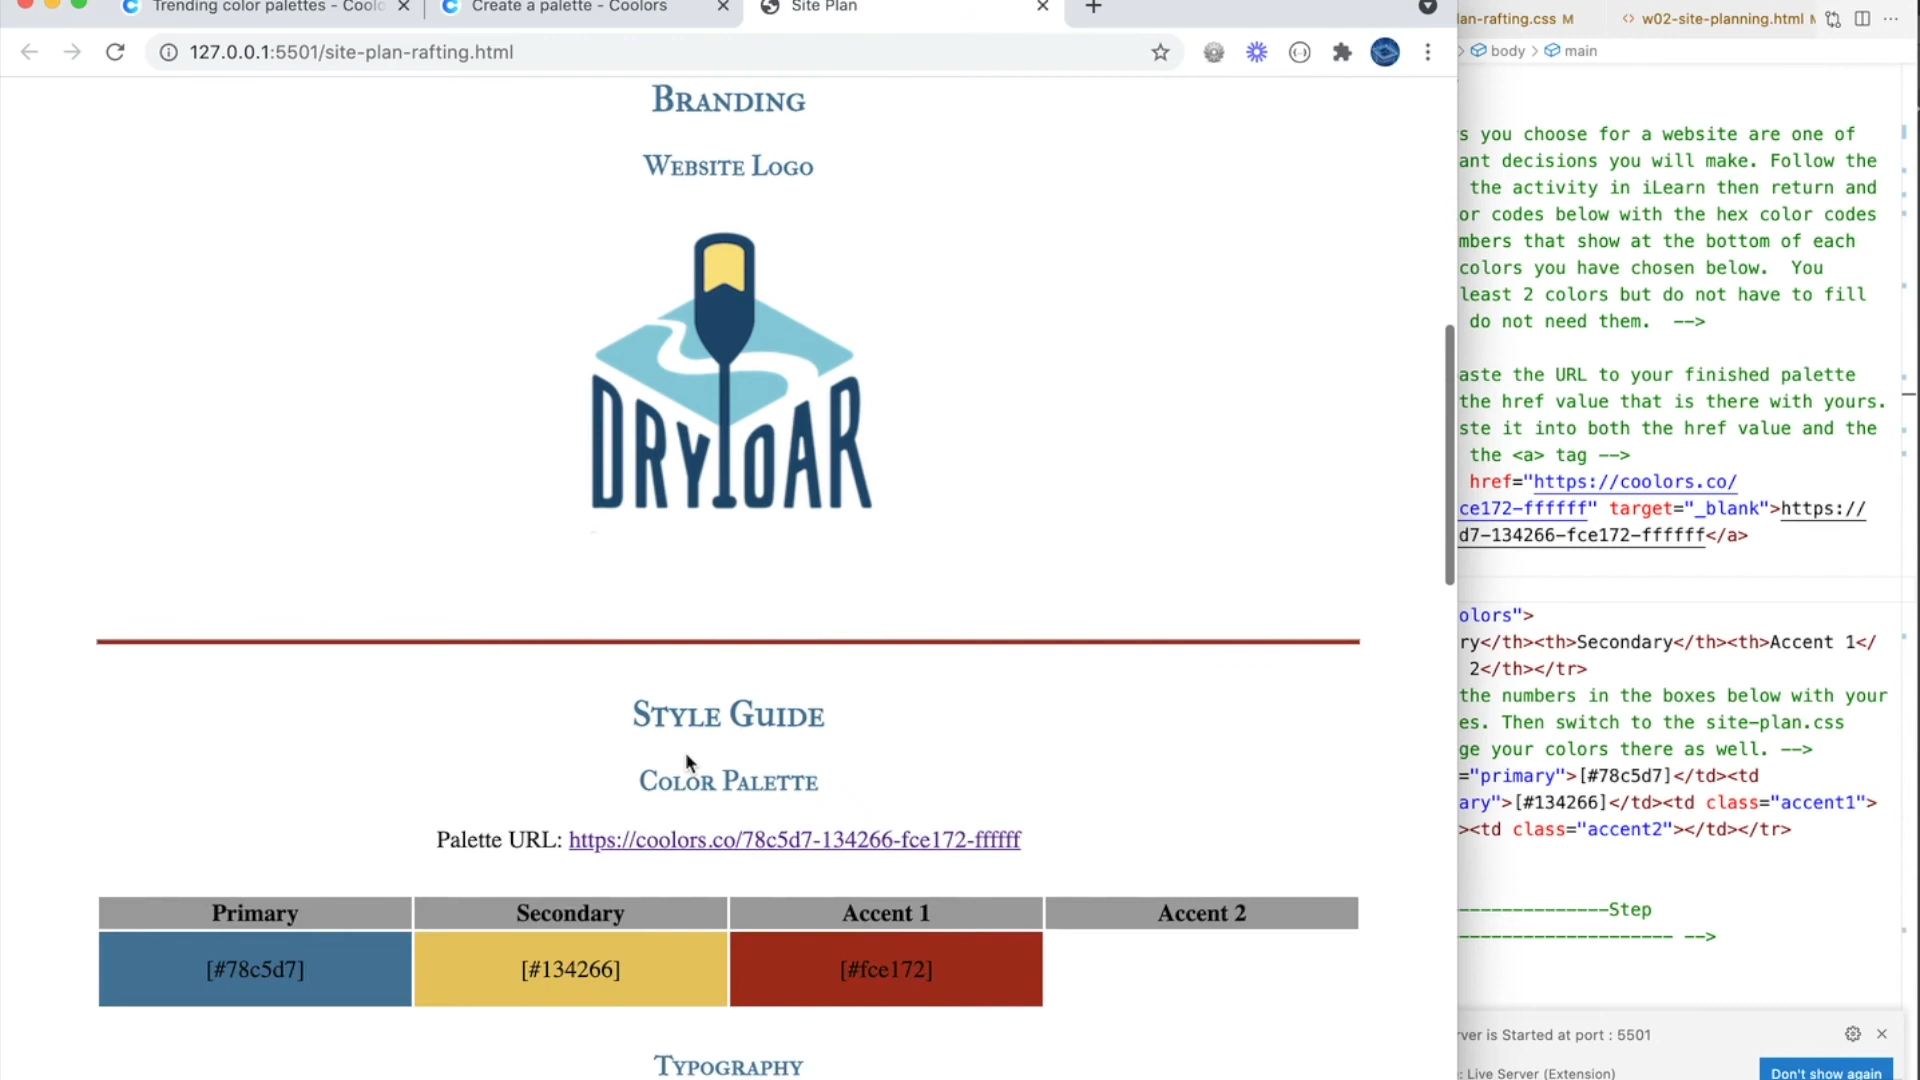 Trending color palettes - Coolo
Create a palette - Coolors
Site Plan
127.0.0.1:5501/site-plan-rafting.html
Branding
Website Logo
DRY OAR
Style Guide
Color Palette
Palette URL: https://coolors.co/78c5d7-134266-fce172-ffffff
Primary Secondary Accent 1 Accent 2
[#78c5d7] [#134266] [#fce172]
Typography
lan-rafting.css M
w02-site-planning.html M
body > main
s you choose for a website are one of
ant decisions you will make. Follow the
the activity in iLearn then return and
or codes below with the hex color codes
mbers that show at the bottom of each
colors you have chosen below.  You
least 2 colors but do not have to fill
do not need them.  -->
aste the URL to your finished palette
the href value that is there with yours.
ste it into both the href value and the
the <a> tag -->
href="https://coolors.co/
ce172-ffffff" target="_blank">https://
d7-134266-fce172-ffffff</a>
olors">
ry</th><th>Secondary</th><th>Accent 1</
2</th></tr>
the numbers in the boxes below with your
es. Then switch to the site-plan.css
ge your colors there as well. -->
="primary">[#78c5d7]</td><td
ary">[#134266]</td><td class="accent1">
><td class="accent2"></td></tr>
--------------Step
-------------------- -->
rver is Started at port : 5501
: Live Server (Extension)
Don't show again